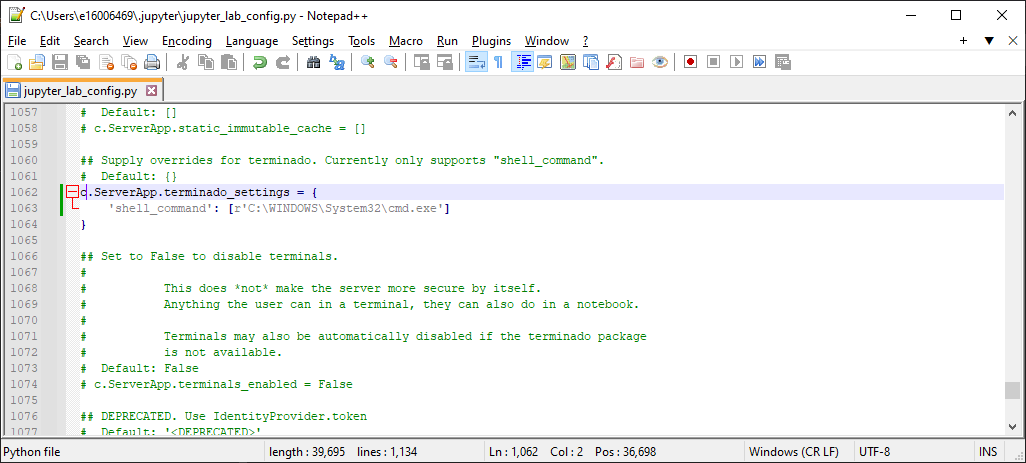 C:\Users\e16006469\.jupyter\jupyter_lab_config.py - Notepad++
File Edit Search View Encoding Language Settings Tools Macro Run Plugins Window ?
jupyter_lab_config.py
1057 #  Default: []
1058 # c.ServerApp.static_immutable_cache = []
1059
1060 ## Supply overrides for terminado. Currently only supports "shell_command".
1061 #  Default: {}
1062 c.ServerApp.terminado_settings = {
1063     'shell_command': [r'C:\WINDOWS\System32\cmd.exe']
1064 }
1065
1066 ## Set to False to disable terminals.
1067 #
1068 #           This does *not* make the server more secure by itself.
1069 #           Anything the user can in a terminal, they can also do in a notebook.
1070 #
1071 #           Terminals may also be automatically disabled if the terminado package
1072 #           is not available.
1073 #  Default: False
1074 # c.ServerApp.terminals_enabled = False
1075
1076 ## DEPRECATED. Use IdentityProvider.token
1077 #  Default: '<DEPRECATED>'
Python file length : 39,695 lines : 1,134 Ln : 1,062 Col : 2 Pos : 36,698 Windows (CR LF) UTF-8 INS